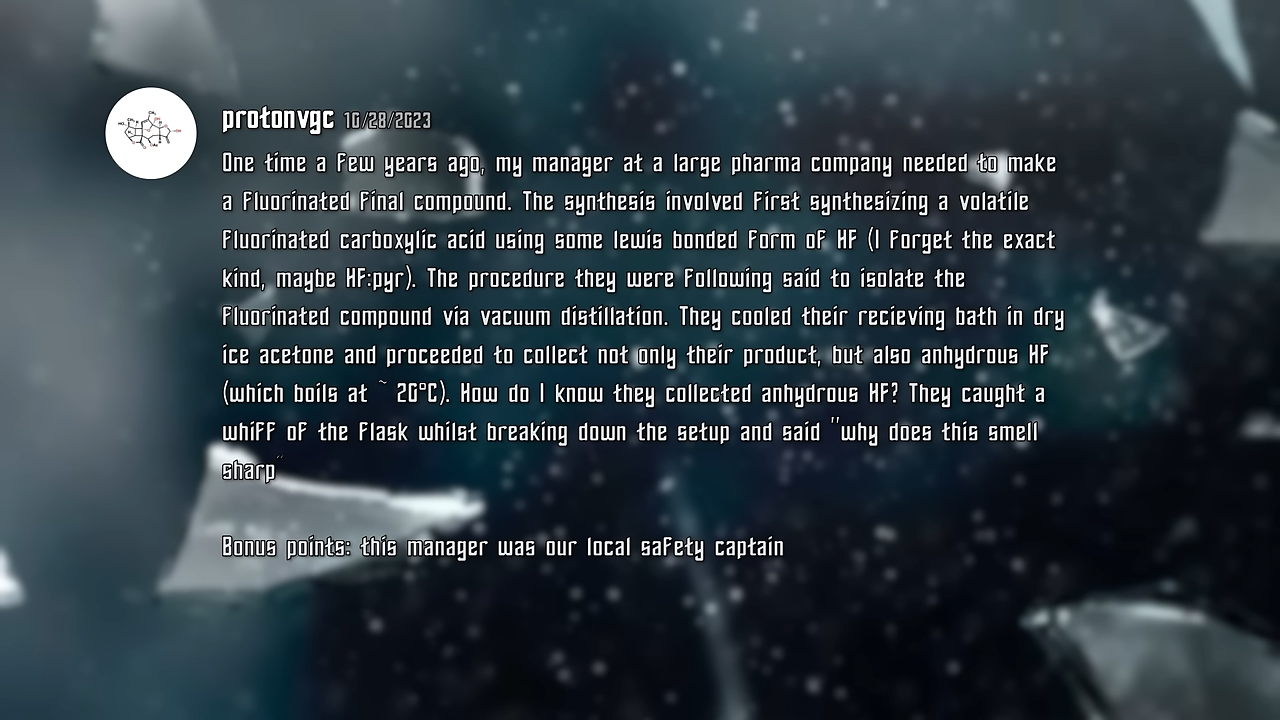 protonvgc 10/28/2023
One time a few years ago, my manager at a large pharma company needed to make
a fluorinated final compound. The synthesis involved first synthesizing a volatile
fluorinated carboxylic acid using some lewis bonded form of HF (I forget the exact
kind, maybe HF:pyr). The procedure they were following said to isolate the
fluorinated compound via vacuum distillation. They cooled their recieving bath in dry
ice acetone and proceeded to collect not only their product, but also anhydrous HF
(which boils at ~ 20°C). How do I know they collected anhydrous HF? They caught a
whiff of the flask whilst breaking down the setup and said "why does this smell
sharp"
Bonus points: this manager was our local safety captain